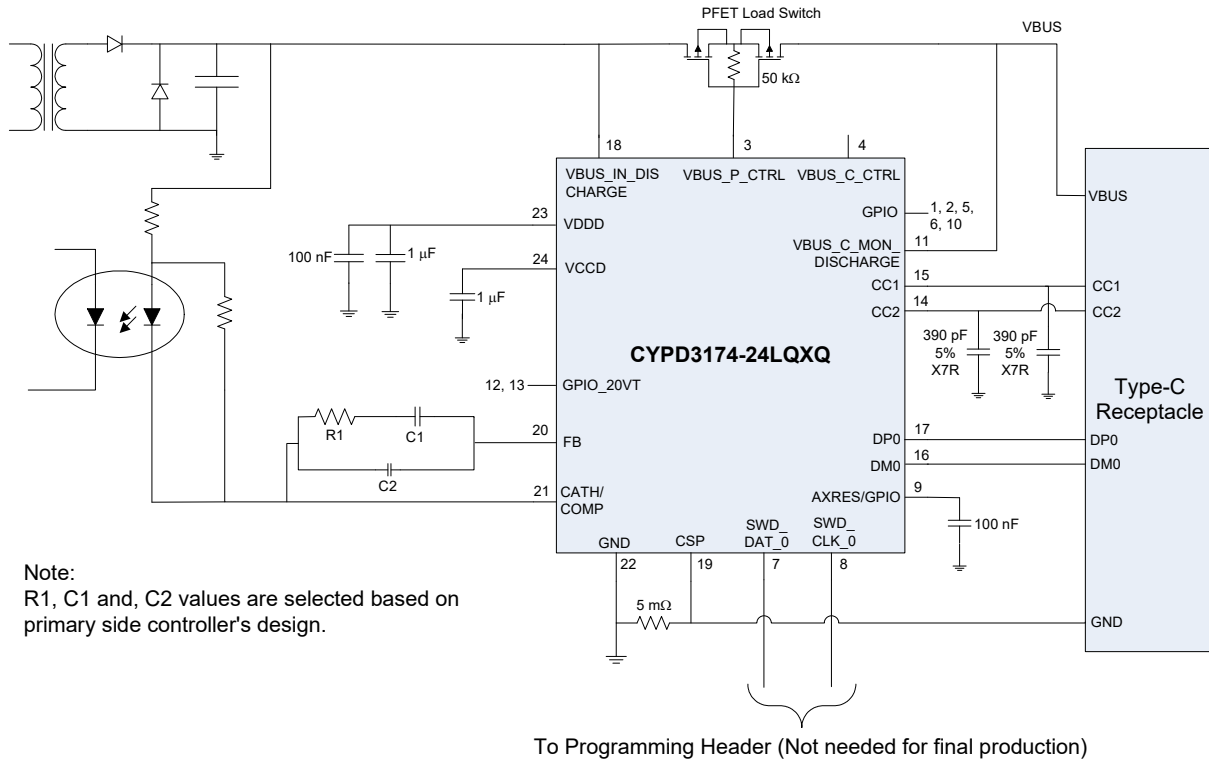 PFET Load Switch
VBUS
50 kΩ
18
3
4
VBUS_IN_DIS
CHARGE
VBUS_P_CTRL
VBUS_C_CTRL
GPIO
1, 2, 5,
6, 10
23
VDDD
VBUS_C_MON_
DISCHARGE
11
100 nF
1 μF
24
VCCD
1 μF
CC1
15
CC1
CC2
14
CC2
VBUS
390 pF
5%
X7R
390 pF
5%
X7R
CYPD3174-24LQXQ
Type-C
Receptacle
12, 13
GPIO_20VT
R1
C1
C2
20
FB
DP0
17
DP0
DM0
16
DM0
21
CATH/
COMP
AXRES/GPIO
9
100 nF
GND
CSP
SWD_
DAT_0
SWD_
CLK_0
22
19
7
8
5 mΩ
GND
Note:
R1, C1 and, C2 values are selected based on
primary side controller's design.
To Programming Header (Not needed for final production)